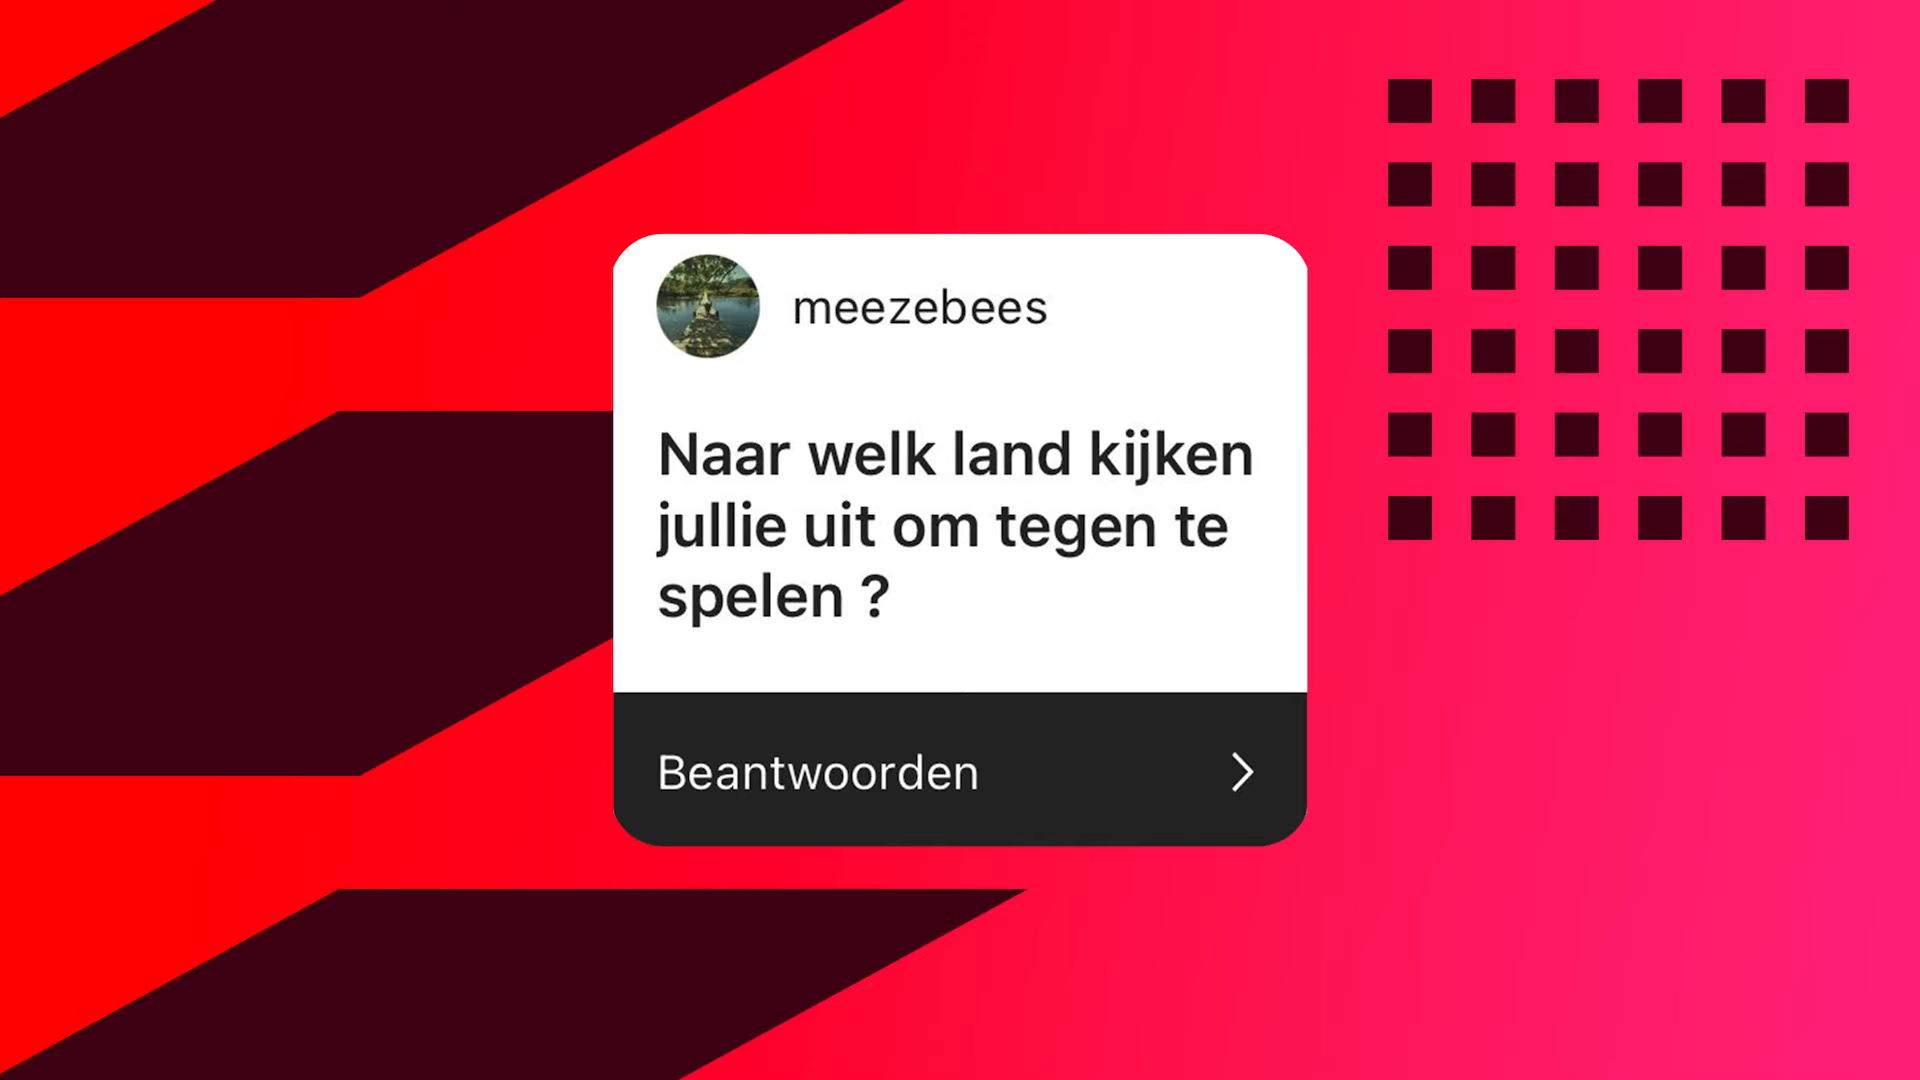 meezebees
Naar welk land kijken
jullie uit om tegen te
spelen ?
Beantwoorden